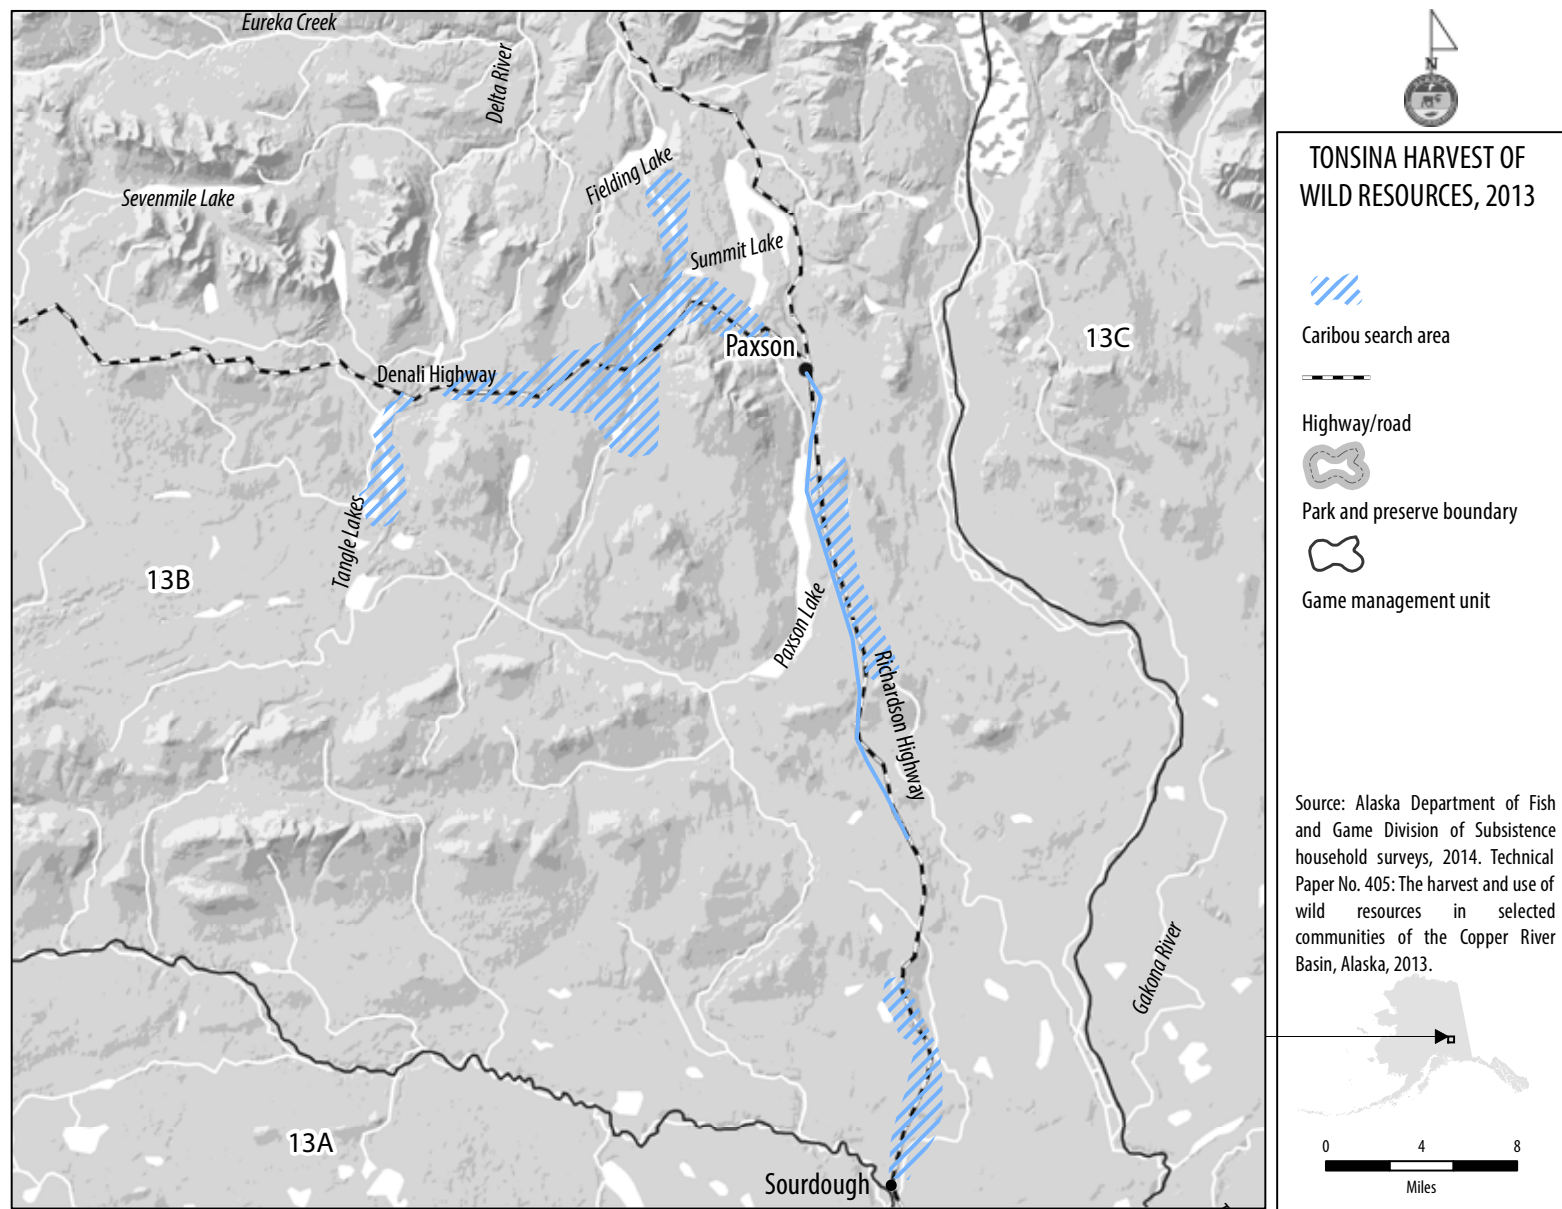 Eureka Creek
Delta River
Fielding Lake
Sevenmile Lake
Summit Lake
Paxson
13C
Denali Highway
Tangle Lakes
13B
Paxson Lake
Richardson Highway
Gakona River
13A
Sourdough
N
TONSINA HARVEST OF
WILD RESOURCES, 2013
Caribou search area
Highway/road
Park and preserve boundary
Game management unit
Source: Alaska Department of Fish
and Game Division of Subsistence
household surveys, 2014. Technical
Paper No. 405: The harvest and use of
wild resources in selected
communities of the Copper River
Basin, Alaska, 2013.
0 4 8
Miles